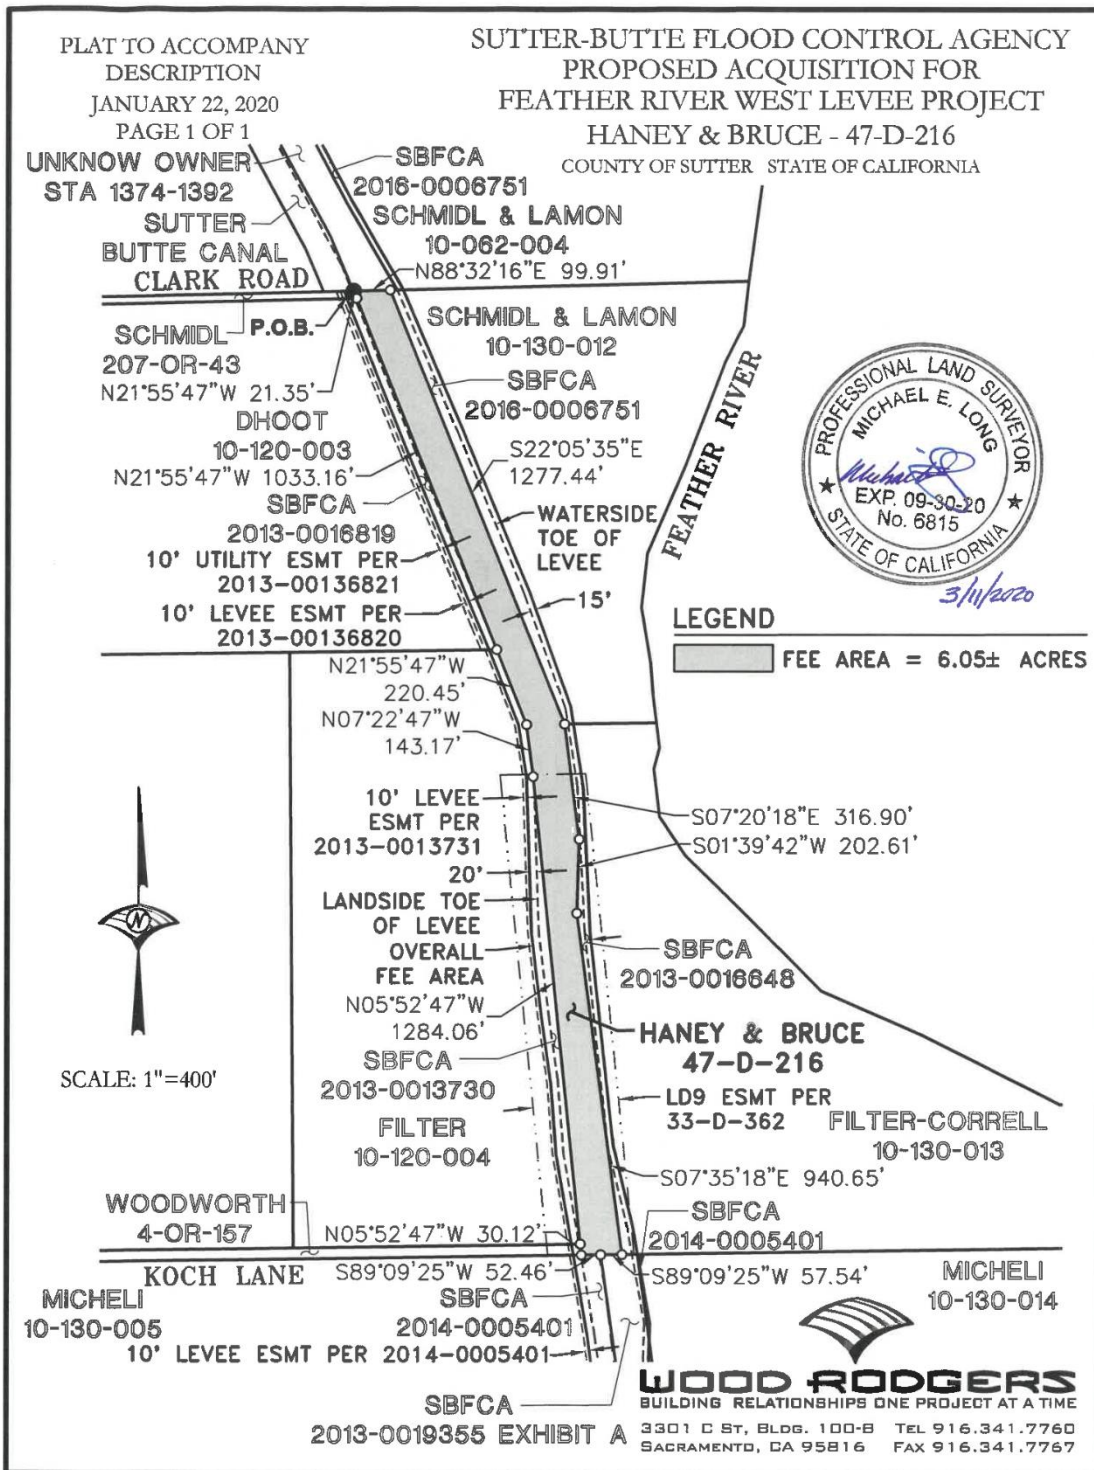 PLAT TO ACCOMPANY
DESCRIPTION
JANUARY 22, 2020
PAGE 1 OF 1
SUTTER-BUTTE FLOOD CONTROL AGENCY
PROPOSED ACQUISITION FOR
FEATHER RIVER WEST LEVEE PROJECT
HANEY & BRUCE - 47-D-216
COUNTY OF SUTTER STATE OF CALIFORNIA
UNKNOW OWNER
STA 1374-1392
SUTTER
BUTTE CANAL
CLARK ROAD
SBFCA
2016-0006751
SCHMIDL & LAMON
10-062-004
N88°32'16"E 99.91'
P.O.B.
SCHMIDL
207-OR-43
N21°55'47"W 21.35'
DHOOT
10-120-003
N21°55'47"W 1033.16'
SBFCA
2013-0016819
10' UTILITY ESMT PER
2013-00136821
10' LEVEE ESMT PER
2013-00136820
SCHMIDL & LAMON
10-130-012
SBFCA
2016-0006751
S22°05'35"E
1277.44'
WATERSIDE
TOE OF
LEVEE
15'
FEATHER RIVER
PROFESSIONAL LAND SURVEYOR
MICHAEL E. LONG
EXP. 09-30-20
No. 6815
STATE OF CALIFORNIA
3/11/2020
LEGEND
FEE AREA = 6.05± ACRES
N21°55'47"W
220.45'
N07°22'47"W
143.17'
10' LEVEE
ESMT PER
2013-0013731
20'
LANDSIDE TOE
OF LEVEE
OVERALL
FEE AREA
N05°52'47"W
1284.06'
SBFCA
2013-0013730
FILTER
10-120-004
S07°20'18"E 316.90'
S01°39'42"W 202.61'
SBFCA
2013-0016648
HANEY & BRUCE
47-D-216
LD9 ESMT PER
33-D-362
FILTER-CORRELL
10-130-013
S07°35'18"E 940.65'
N
SCALE: 1"=400'
WOODWORTH
4-OR-157
N05°52'47"W 30.12'
SBFCA
2014-0005401
KOCH LANE
S89°09'25"W 52.46'
S89°09'25"W 57.54'
MICHELI
10-130-005
SBFCA
2014-0005401
10' LEVEE ESMT PER 2014-0005401
MICHELI
10-130-014
SBFCA
2013-0019355 EXHIBIT A
WOOD RODGERS
BUILDING RELATIONSHIPS ONE PROJECT AT A TIME
3301 C ST, BLDG. 100-B TEL 916.341.7760
SACRAMENTO, CA 95816 FAX 916.341.7767